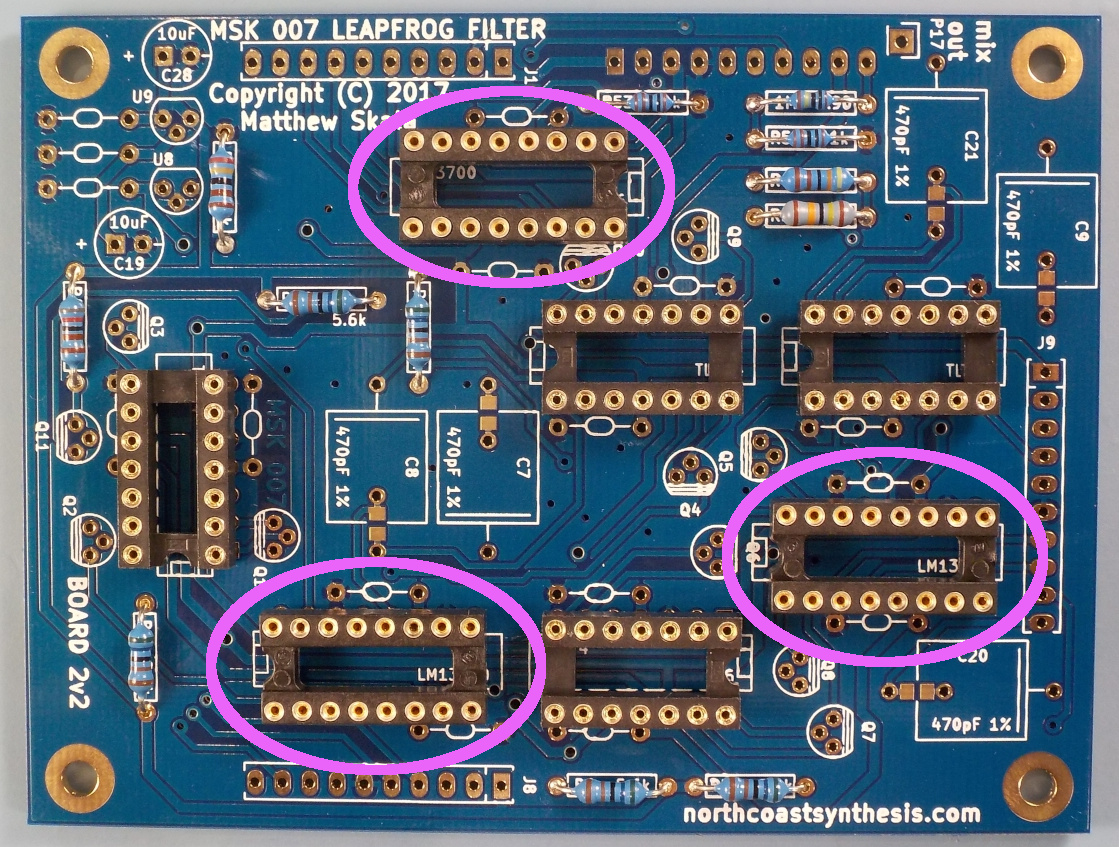 MSK 007 LEAPFROG FILTER
Copyright (C) 2017
Matthew Skala
10uF
+
C28
U9
U8
10uF
+
C19
J1
mix
out
P17
470pF 1%
C21
470pF 1%
C9
3700
Q9
5.6k
Q3
J9
TL
TL
Q11
MSK 007
470pF 1%
C8
470pF 1%
C7
Q5
Q4
Q2
Q6
LM13
BOARD 2v2
LM13
C20
470pF 1%
Q8
Q7
J8
northcoastsynthesis.com